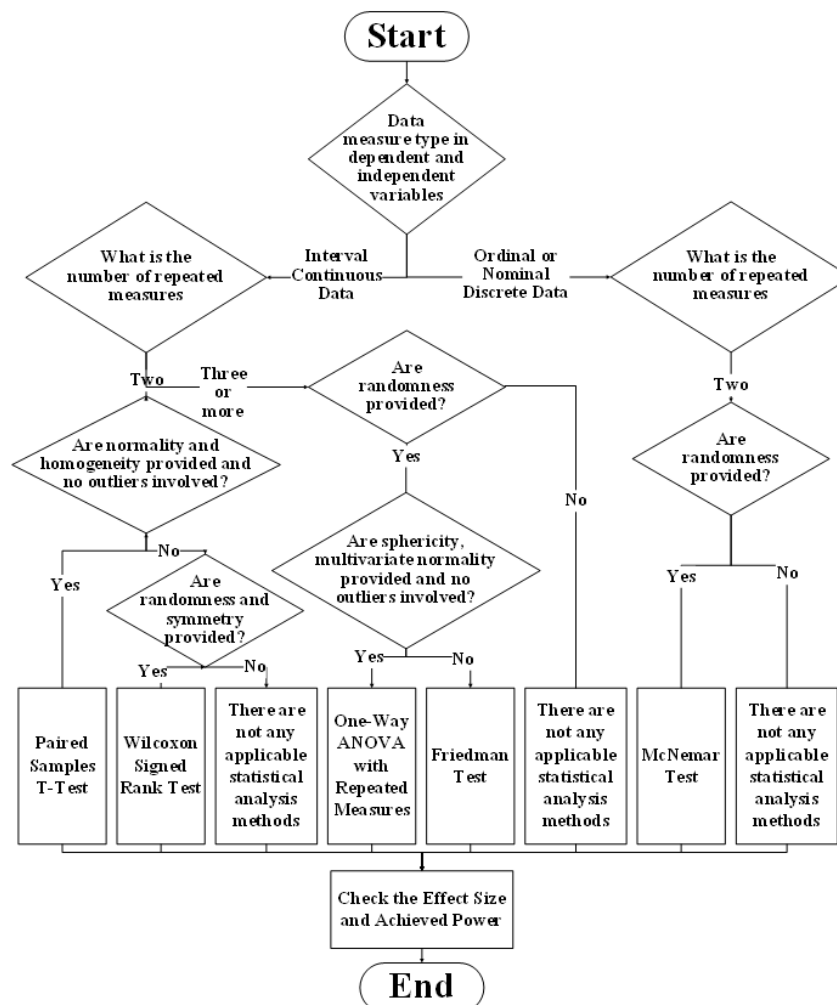 Start
Data
measure type in
dependent and
independent
variables
What is the
number of repeated
measures
Interval
Continuous
Data
Ordinal or
Nominal
Discrete Data
What is the
number of repeated
measures
Two
Three
or
more
Are
randomness
provided?
Two
Are normality and
homogeneity provided and
no outliers involved?
Yes
No
Are
randomness
provided?
Yes
No
Are
randomness and
symmetry
provided?
Are sphericity,
multivariate normality
provided and no
outliers involved?
Yes
No
Yes
No
Yes
No
Paired
Samples
T-Test
Wilcoxon
Signed
Rank Test
There are
not any
applicable
statistical
analysis
methods
One-Way
ANOVA
with
Repeated
Measures
Friedman
Test
There are
not any
applicable
statistical
analysis
methods
McNemar
Test
There are
not any
applicable
statistical
analysis
methods
Check the Effect Size
and Achieved Power
End